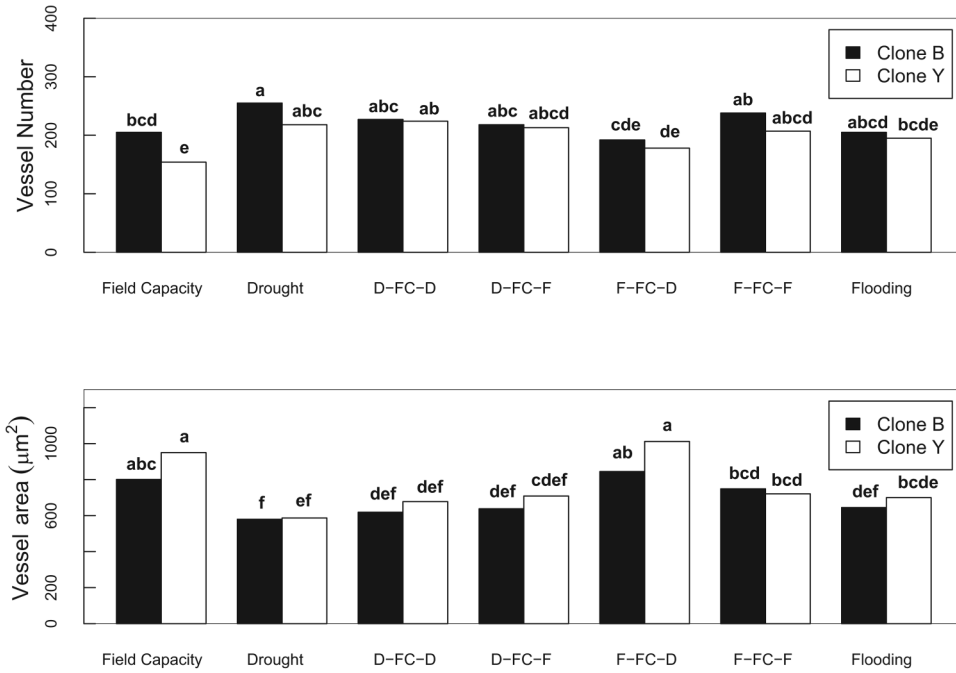 Vessel Number
0
100
200
300
400
Clone B
Clone Y
bcd
e
a
abc
abc
ab
abc
abcd
cde
de
ab
abcd
abcd
bcde
Field Capacity
Drought
D−FC−D
D−FC−F
F−FC−D
F−FC−F
Flooding
Vessel area (μm²)
0
200
600
1000
Clone B
Clone Y
abc
a
f
ef
def
def
def
cdef
ab
a
bcd
bcd
def
bcde
Field Capacity
Drought
D−FC−D
D−FC−F
F−FC−D
F−FC−F
Flooding